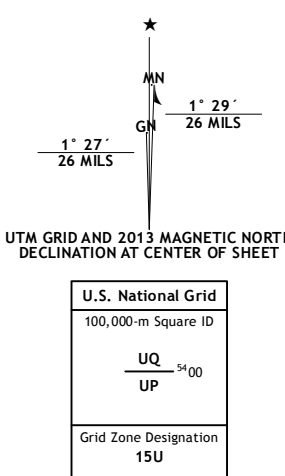 ★
MN
1° 29´
26 MILS
GN
1° 27´
26 MILS
UTM GRID AND 2013 MAGNETIC NORTH
DECLINATION AT CENTER OF SHEET
U.S. National Grid
100,000-m Square ID
UQ
5400
UP
Grid Zone Designation
15U